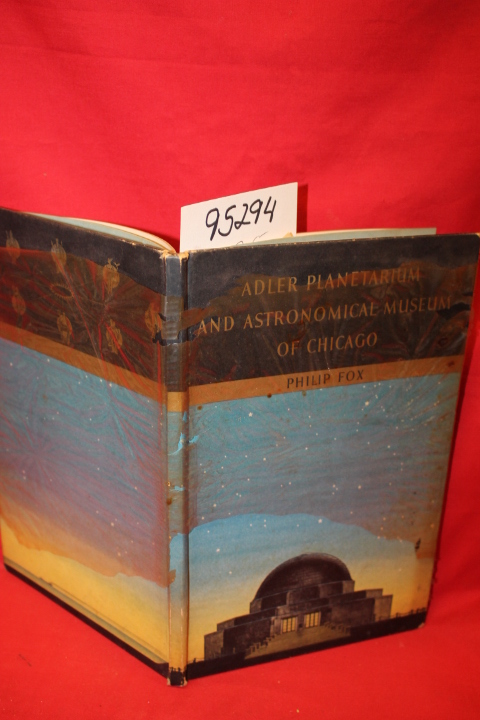 95294
ADLER PLANETARIUM
AND ASTRONOMICAL MUSEUM
OF CHICAGO
PHILIP FOX